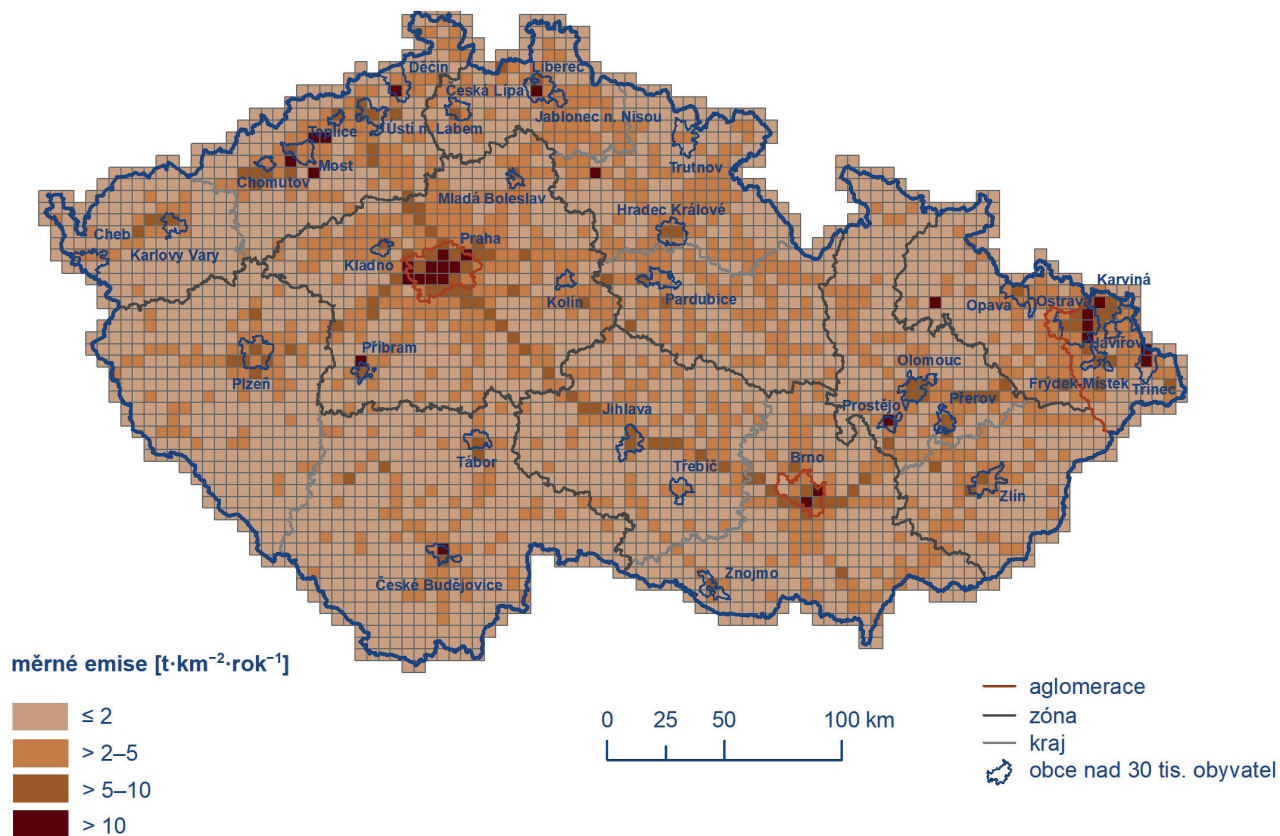 Děčín
Liberec
Česká Lípa
Teplice
Ústí n. Labem
Jablonec n. Nisou
Trutnov
Most
Chomutov
Mladá Boleslav
Hradec Králové
Cheb
Karlovy Vary
Praha
Kladno
Kolín
Pardubice
Karviná
Opava
Ostrava
Havířov
Příbram
Plzeň
Olomouc
Frýdek-Místek
Třinec
Jihlava
Prostějov
Přerov
Tábor
Třebíč
Brno
Zlín
České Budějovice
Znojmo
měrné emise [t·km⁻²·rok⁻¹]
≤ 2
> 2–5
> 5–10
> 10
0 25 50 100 km
aglomerace
zóna
kraj
obce nad 30 tis. obyvatel